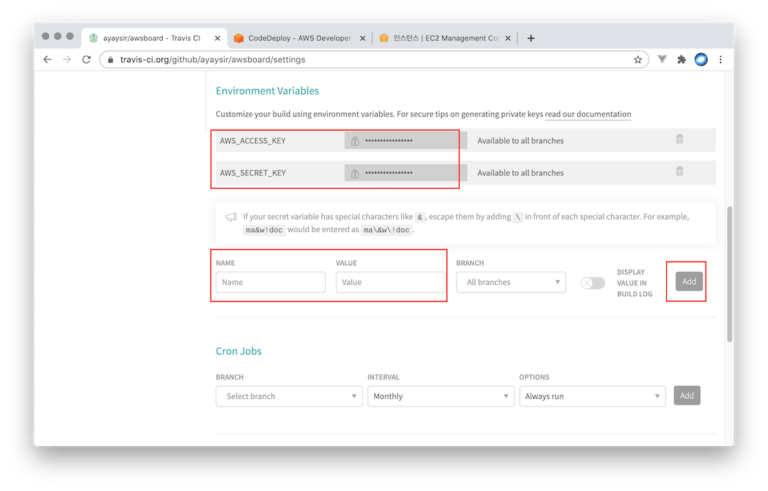 ayaysir/awsboard - Travis CI
CodeDeploy - AWS Developer
인스턴스 | EC2 Management Co
travis-ci.org/github/ayaysir/awsboard/settings
Environment Variables
Customize your build using environment variables. For secure tips on generating private keys read our documentation
AWS_ACCESS_KEY •••••••••••••••• Available to all branches
AWS_SECRET_KEY •••••••••••••••• Available to all branches
If your secret variable has special characters like &, escape them by adding \ in front of each special character. For example,
ma&w!doc would be entered as ma\&w\!doc.
NAME VALUE BRANCH DISPLAY
Name Value All branches VALUE IN Add
BUILD LOG
Cron Jobs
BRANCH INTERVAL OPTIONS
Select branch Monthly Always run Add